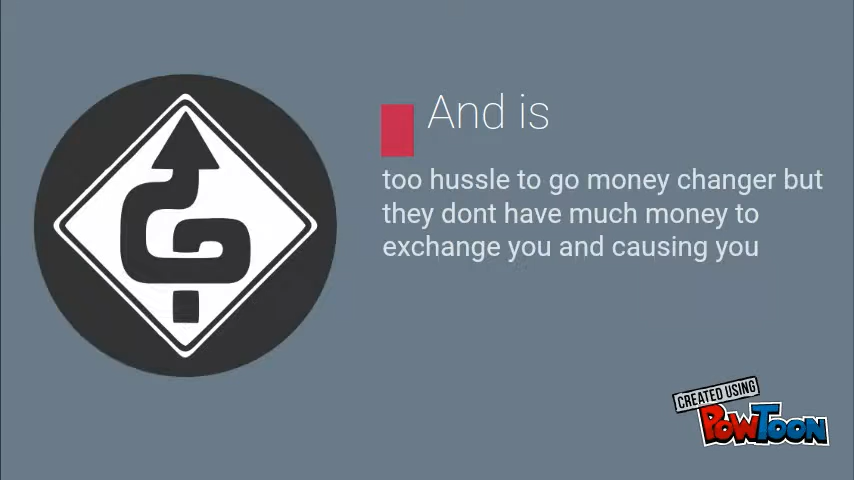 And is
too hussle to go money changer but
they dont have much money to
exchange you and causing you
CREATED USING
POWTOON